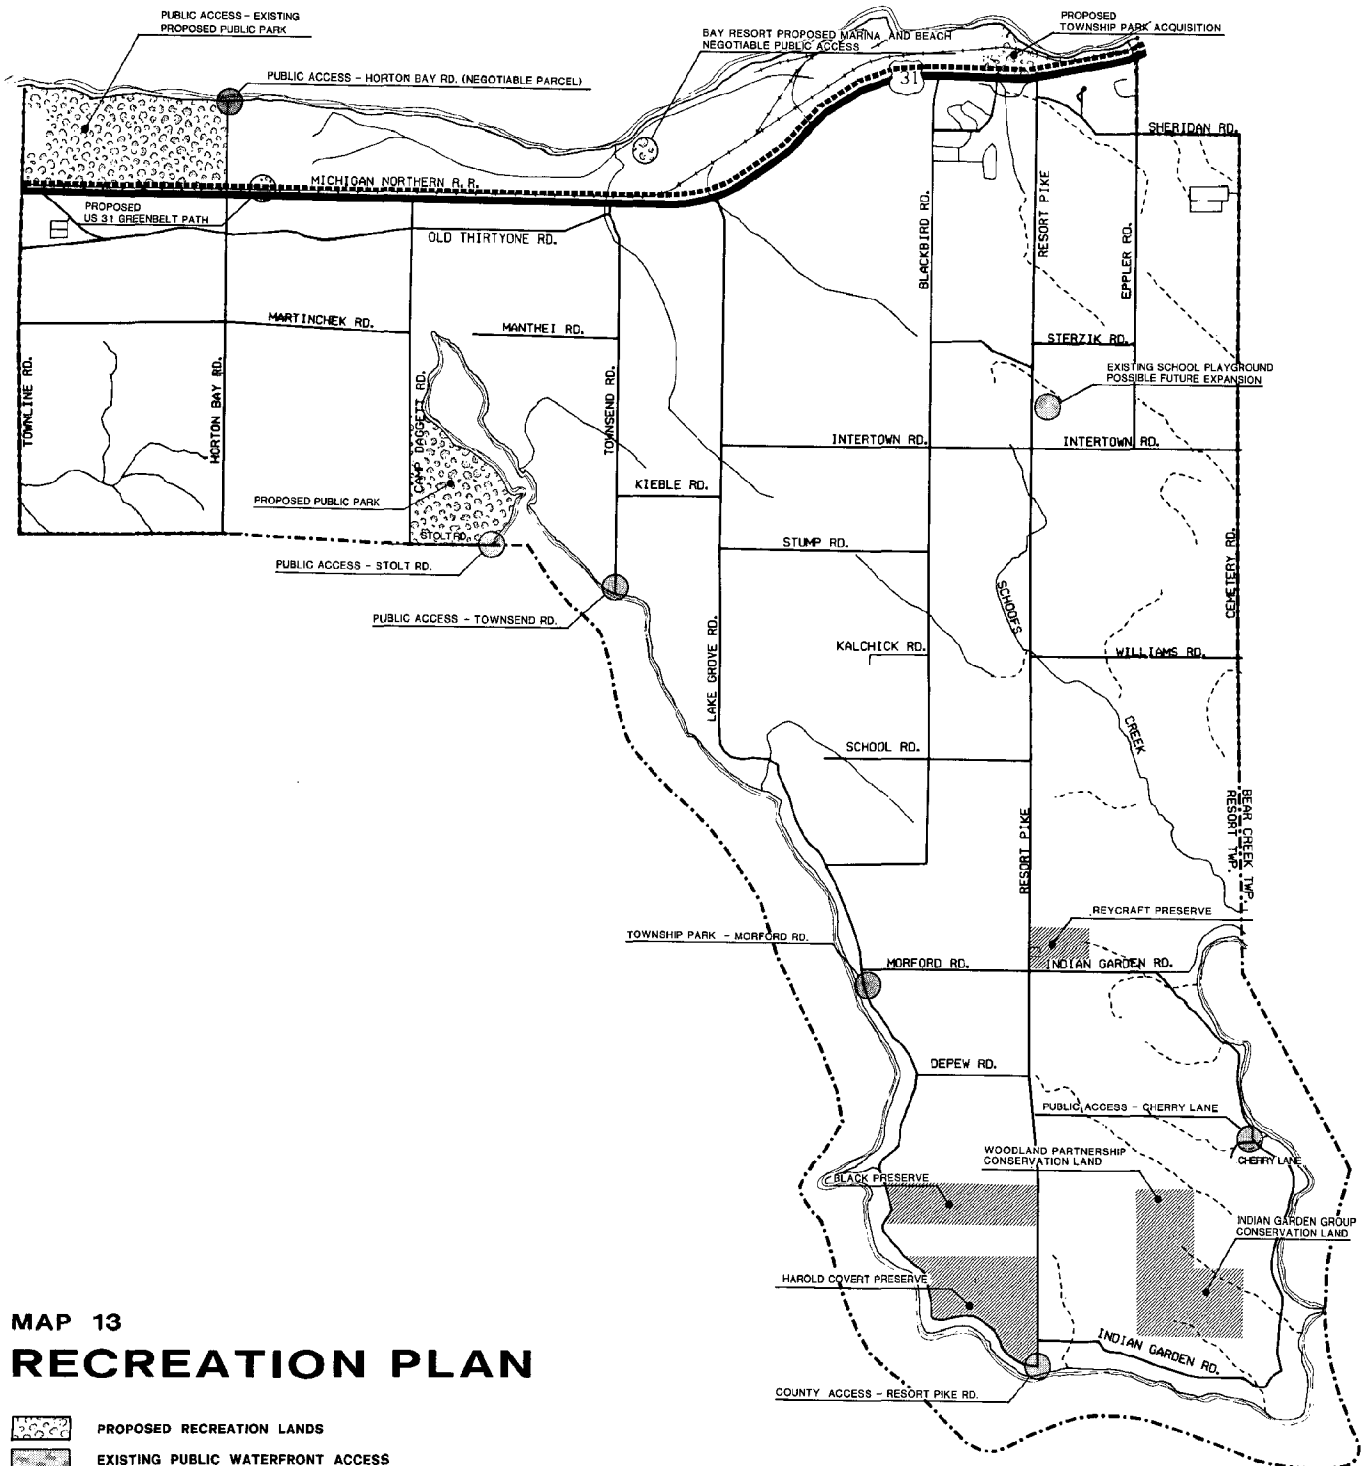 PUBLIC ACCESS - EXISTING
PROPOSED PUBLIC PARK
PROPOSED
TOWNSHIP PARK ACQUISITION
BAY RESORT PROPOSED MARINA AND BEACH
NEGOTIABLE PUBLIC ACCESS
PUBLIC ACCESS - HORTON BAY RD. (NEGOTIABLE PARCEL)
31
SHERIDAN RD.
MICHIGAN NORTHERN R.R.
PROPOSED
US 31 GREENBELT PATH
OLD THIRTYONE RD.
BLACKBIRD RD.
RESORT PIKE
EPPLER RD.
MARTINCHEK RD.
MANTHEI RD.
STERZIK RD.
EXISTING SCHOOL PLAYGROUND
POSSIBLE FUTURE EXPANSION
TOWNLINE RD.
HORTON BAY RD.
CAMP DAGGETT RD.
TOWNSEND RD.
INTERTOWN RD.
INTERTOWN RD.
KIEBLE RD.
PROPOSED PUBLIC PARK
STOLT RD.
STUMP RD.
PUBLIC ACCESS - STOLT RD.
CEMETERY RD.
SCHOOFS
PUBLIC ACCESS - TOWNSEND RD.
LAKE GROVE RD.
KALCHICK RD.
WILLIAMS RD.
CREEK
SCHOOL RD.
RESORT PIKE
BEAR CREEK TWP.
RESORT TWP.
REYCRAFT PRESERVE
TOWNSHIP PARK - MORFORD RD.
MORFORD RD.
INDIAN GARDEN RD.
DEPEW RD.
PUBLIC ACCESS - CHERRY LANE
WOODLAND PARTNERSHIP
CONSERVATION LAND
CHERRY LANE
BLACK PRESERVE
INDIAN GARDEN GROUP
CONSERVATION LAND
HAROLD COVERT PRESERVE
INDIAN GARDEN RD.
COUNTY ACCESS - RESORT PIKE RD.
MAP 13
RECREATION PLAN
PROPOSED RECREATION LANDS
EXISTING PUBLIC WATERFRONT ACCESS